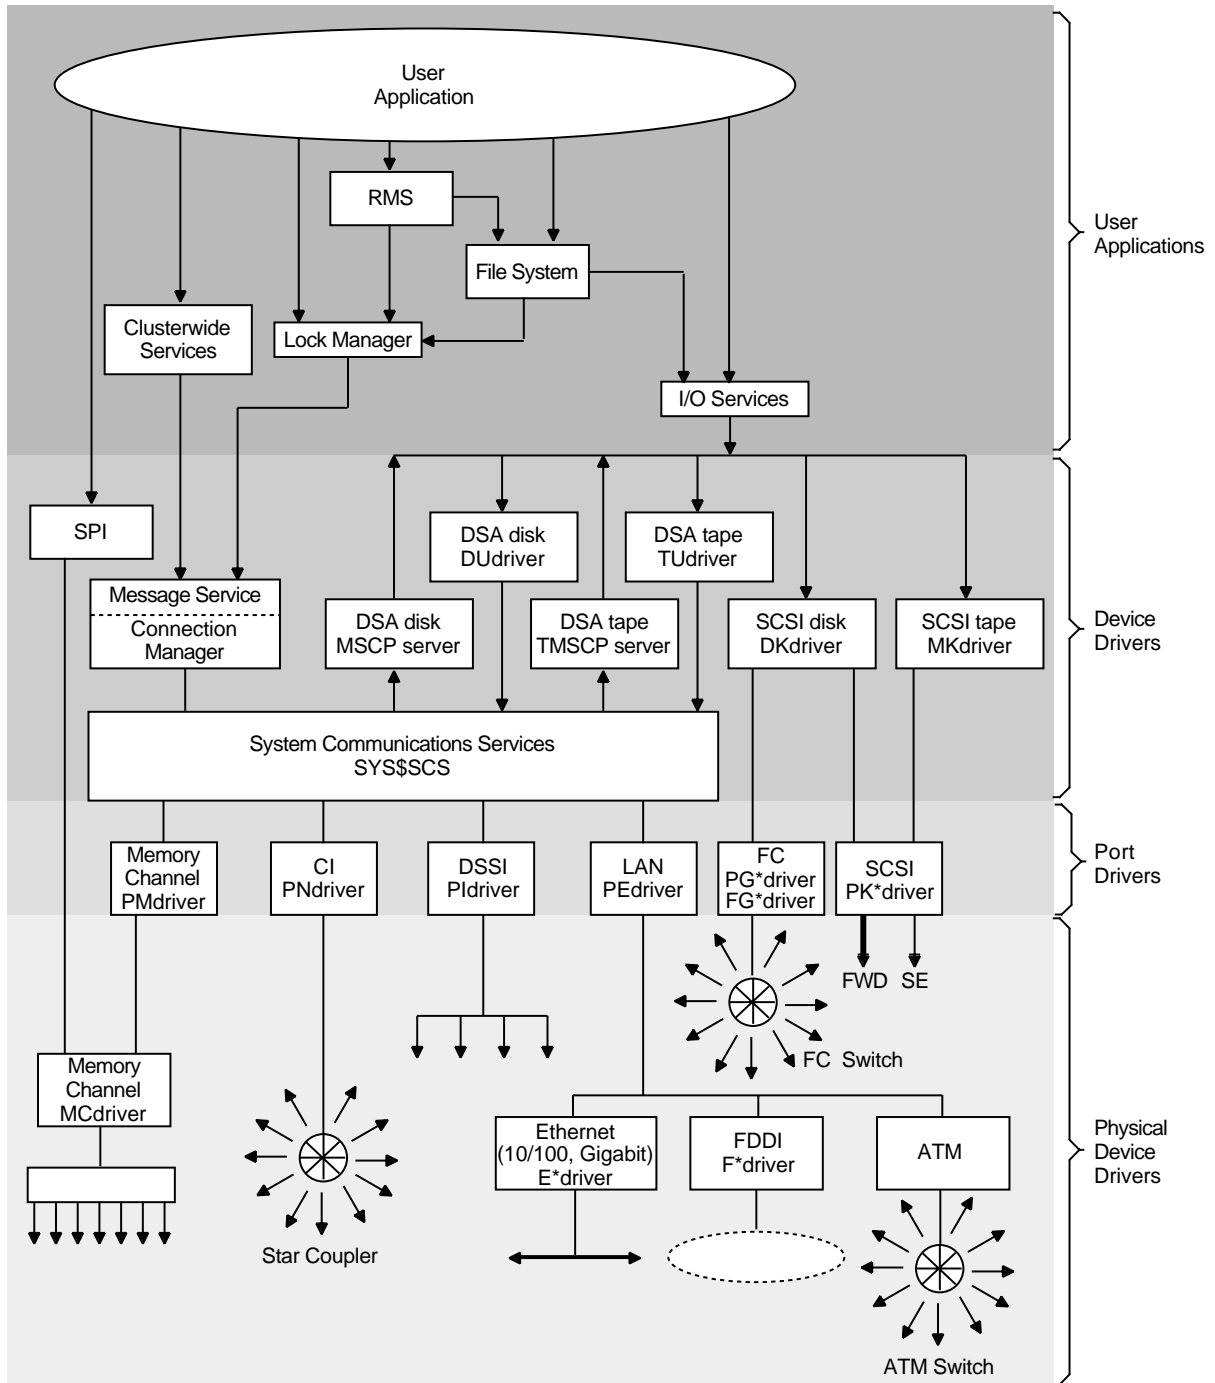 User
Application
RMS
User
Applications
File System
Clusterwide
Services
Lock Manager
I/O Services
SPI
DSA disk
DUdriver
DSA tape
TUdriver
Message Service
Connection
Manager
DSA disk
MSCP server
DSA tape
TMSCP server
SCSI disk
DKdriver
SCSI tape
MKdriver
Device
Drivers
System Communications Services
SYS$SCS
Memory
Channel
PMdriver
CI
PNdriver
DSSI
PIdriver
LAN
PEdriver
FC
PG*driver
FG*driver
SCSI
PK*driver
Port
Drivers
FWD SE
FC Switch
Memory
Channel
MCdriver
Ethernet
(10/100, Gigabit)
E*driver
FDDI
F*driver
ATM
Physical
Device
Drivers
Star Coupler
ATM Switch